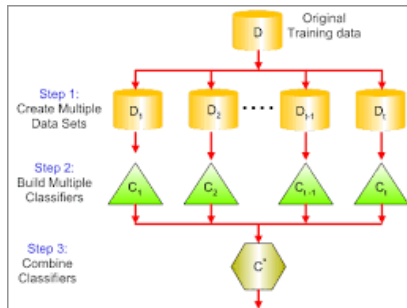 Original
Training data
D
Step 1:
Create Multiple
Data Sets
D1 D2 .... Dt-1 Dt
Step 2:
Build Multiple
Classifiers
C1 C2 Ct-1 Ct
Step 3:
Combine
Classifiers
C*